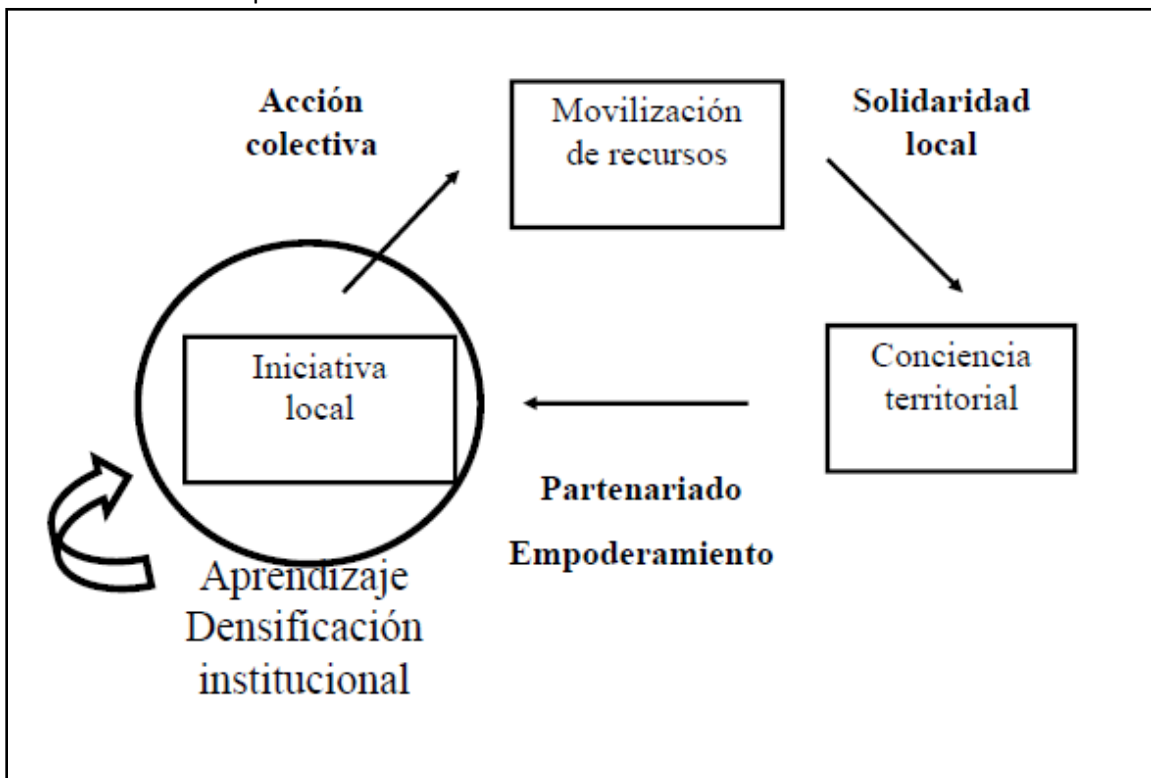 Acción
colectiva
Movilización
de recursos
Solidaridad
local
Iniciativa
local
Conciencia
territorial
Partenariado
Empoderamiento
Aprendizaje
Densificación
institucional